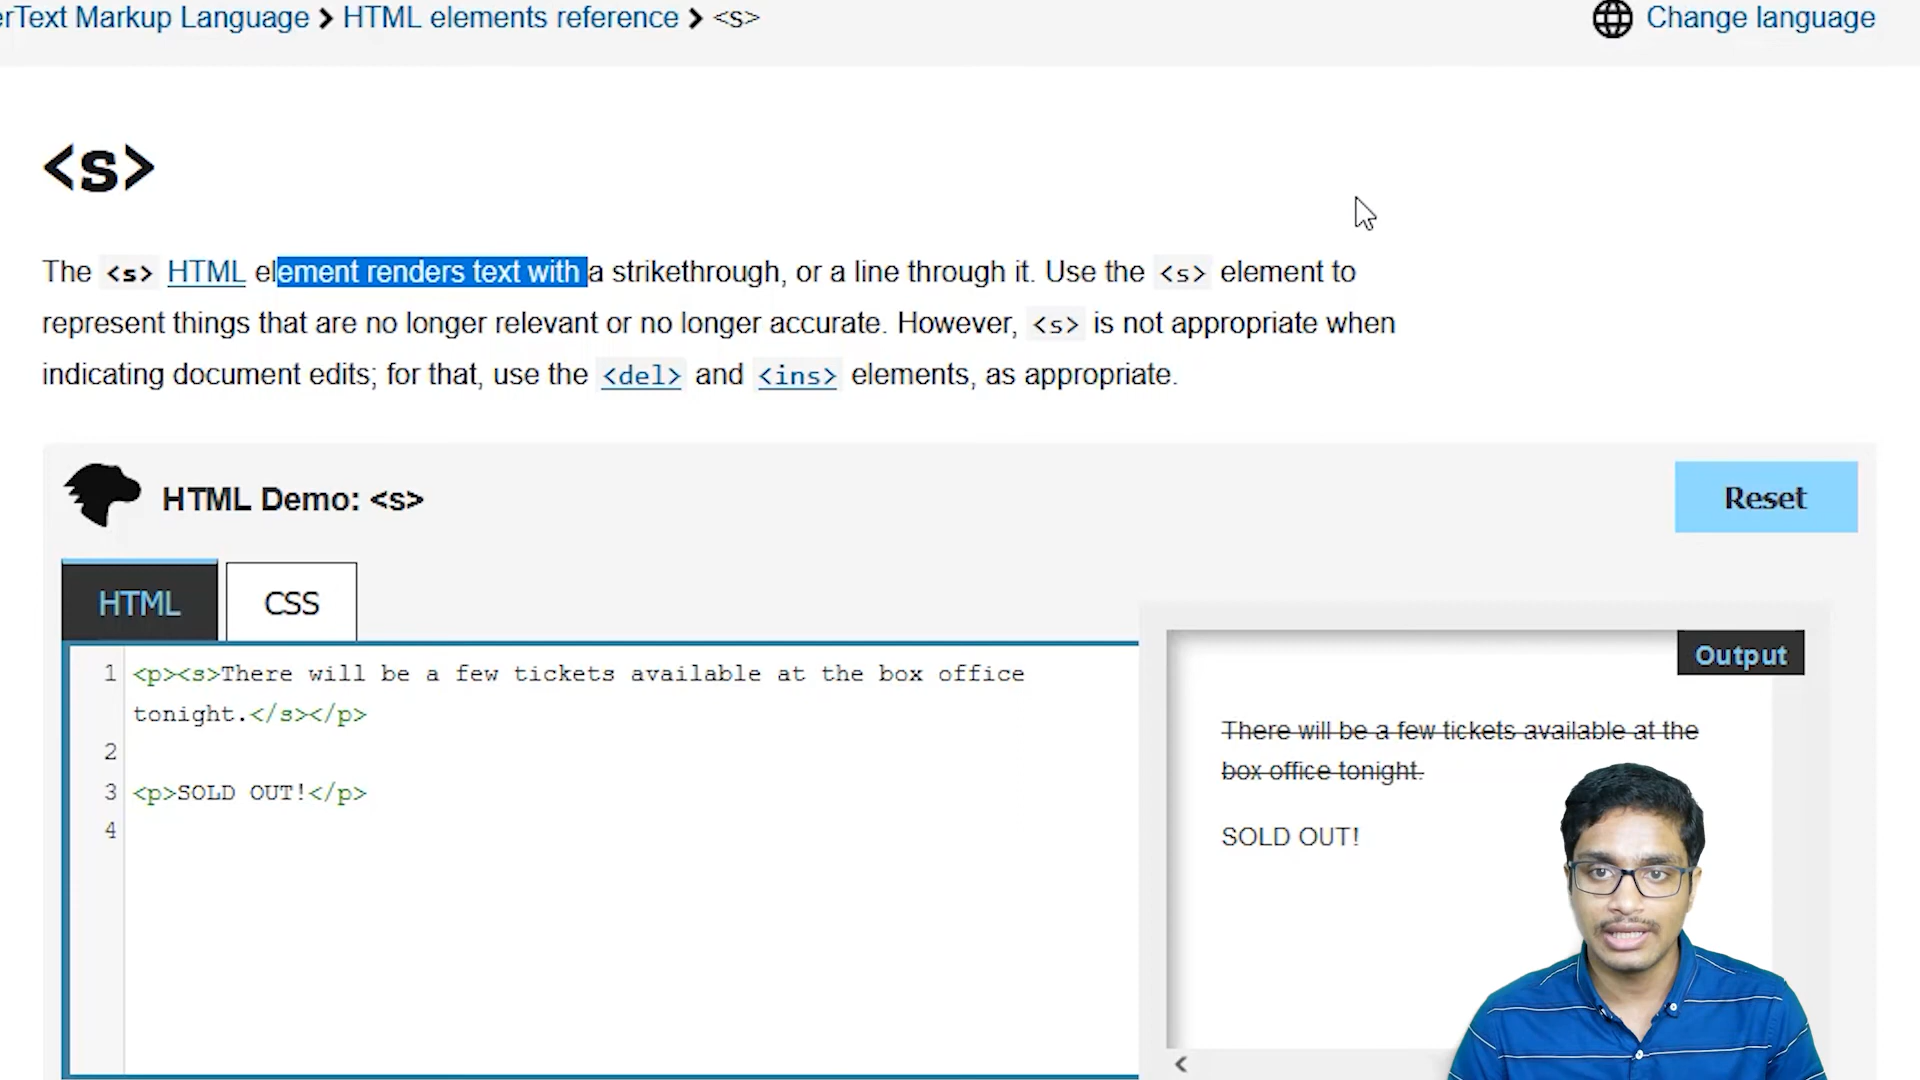 erText Markup Language > HTML elements reference > <s>
Change language
<s>
The <s> HTML element renders text with a strikethrough, or a line through it. Use the <s> element to
represent things that are no longer relevant or no longer accurate. However, <s> is not appropriate when
indicating document edits; for that, use the <del> and <ins> elements, as appropriate.
HTML Demo: <s>
Reset
HTML
CSS
1 <p><s>There will be a few tickets available at the box office
tonight.</s></p>
2
3 <p>SOLD OUT!</p>
4
Output
There will be a few tickets available at the
box office tonight.
SOLD OUT!